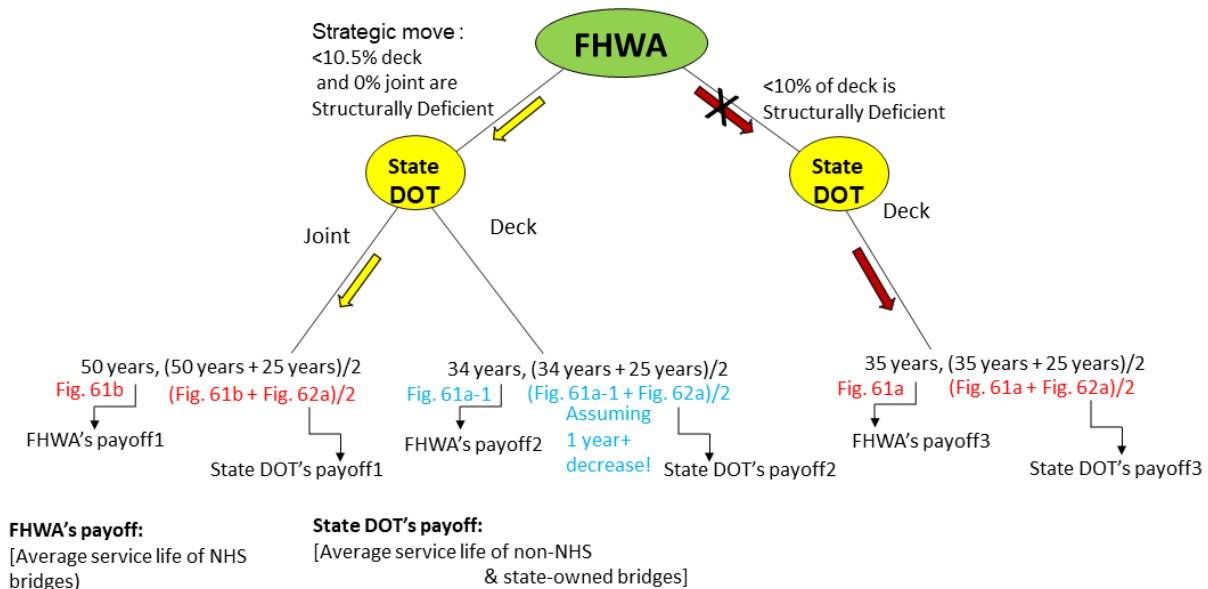 Strategic move :
<10.5% deck
and 0% joint are
Structurally Deficient
FHWA
<10% of deck is
Structurally Deficient
State
DOT
State
DOT
Joint
Deck
Deck
50 years, (50 years + 25 years)/2
Fig. 61b
(Fig. 61b + Fig. 62a)/2
FHWA's payoff1
State DOT's payoff1
34 years, (34 years + 25 years)/2
Fig. 61a-1
(Fig. 61a-1 + Fig. 62a)/2
Assuming
1 year+
decrease!
FHWA's payoff2
State DOT's payoff2
35 years, (35 years + 25 years)/2
Fig. 61a
(Fig. 61a + Fig. 62a)/2
FHWA's payoff3
State DOT's payoff3
FHWA's payoff:
[Average service life of NHS
bridges)
State DOT's payoff:
[Average service life of non-NHS
& state-owned bridges]